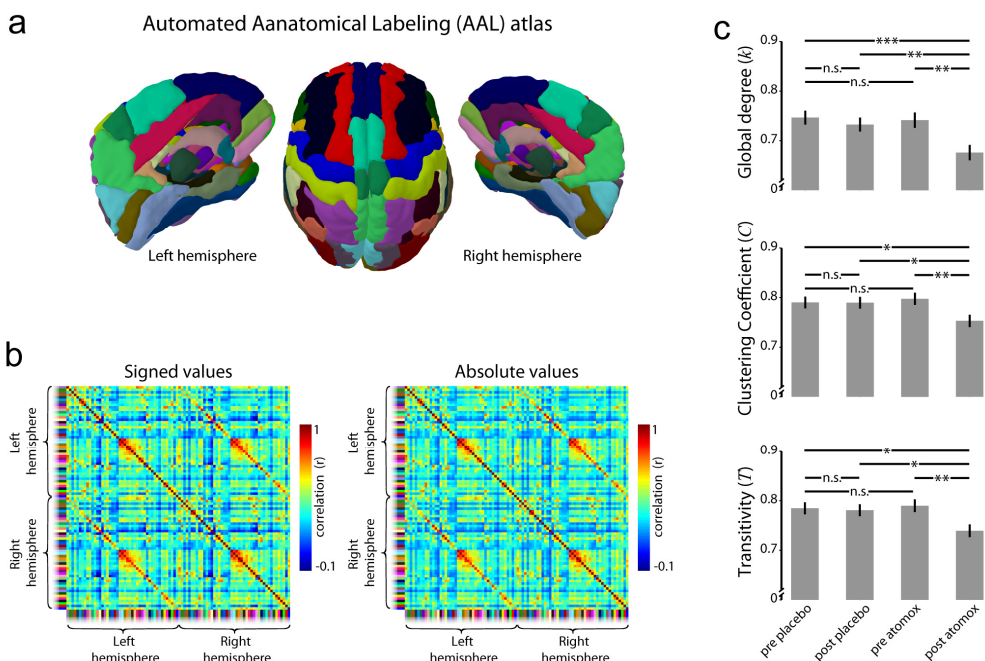 a
Automated Aanatomical Labeling (AAL) atlas
Left hemisphere
Right hemisphere
b
Signed values
Left
hemisphere
Right
hemisphere
1
correlation (r)
-0.1
Left
hemisphere
Right
hemisphere
Absolute values
Left
hemisphere
Right
hemisphere
1
correlation (r)
-0.1
Left
hemisphere
Right
hemisphere
c
Global degree (k)
0.9
0.8
0.7
0
***
**
n.s.
**
n.s.
Clustering Coefficient (C)
0.9
0.8
0.7
0
*
*
n.s.
**
n.s.
Transitivity (T)
0.9
0.8
0.7
0
*
*
n.s.
**
n.s.
pre placebo
post placebo
pre atomox
post atomox